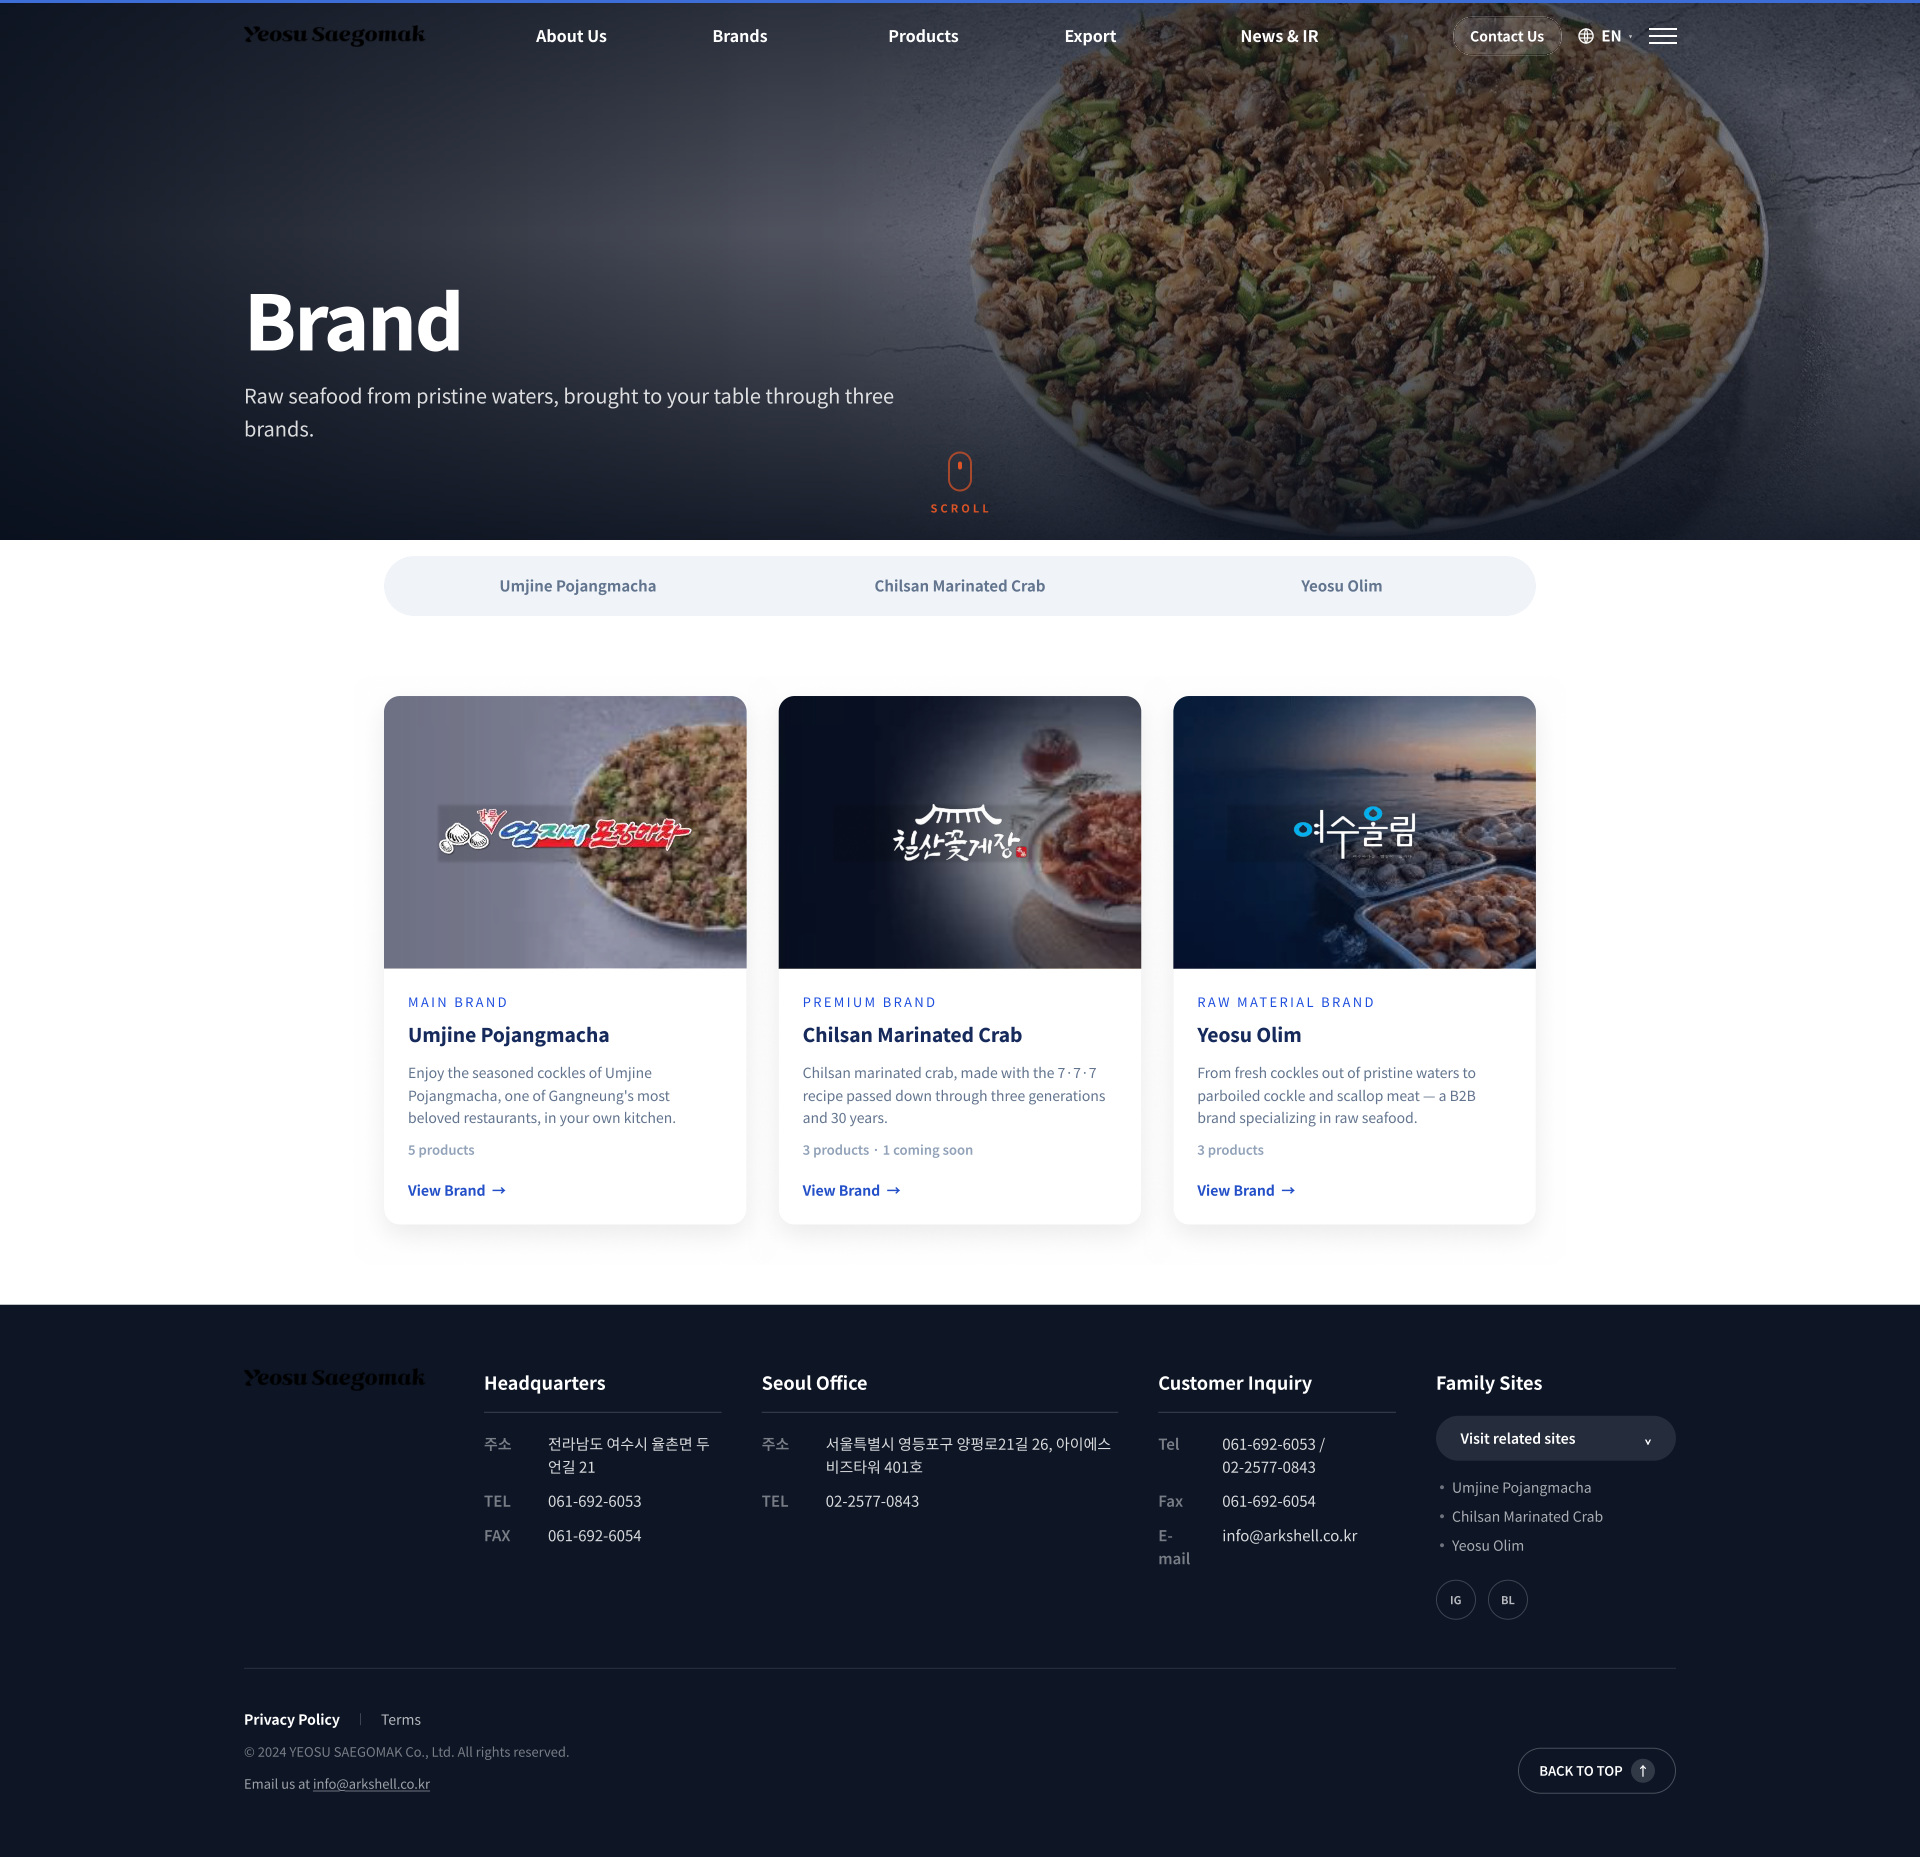 Yeosu Saegomak
About Us
Brands
Products
Export
News & IR
Contact Us
EN
Brand
Raw seafood from pristine waters, brought to your table through three
brands.
SCROLL
Umjine Pojangmacha
Chilsan Marinated Crab
Yeosu Olim
강릉
엄지네 포장마차
칠산꽃게장
여수올림
MAIN BRAND
Umjine Pojangmacha
Enjoy the seasoned cockles of Umjine
Pojangmacha, one of Gangneung's most
beloved restaurants, in your own kitchen.
5 products
View Brand →
PREMIUM BRAND
Chilsan Marinated Crab
Chilsan marinated crab, made with the 7·7·7
recipe passed down through three generations
and 30 years.
3 products · 1 coming soon
View Brand →
RAW MATERIAL BRAND
Yeosu Olim
From fresh cockles out of pristine waters to
parboiled cockle and scallop meat — a B2B
brand specializing in raw seafood.
3 products
View Brand →
Yeosu Saegomak
Headquarters
주소 전라남도 여수시 율촌면 두
언길 21
TEL 061-692-6053
FAX 061-692-6054
Seoul Office
주소 서울특별시 영등포구 양평로21길 26, 아이에스
비즈타워 401호
TEL 02-2577-0843
Customer Inquiry
Tel 061-692-6053 /
02-2577-0843
Fax 061-692-6054
E-
mail info@arkshell.co.kr
Family Sites
Visit related sites
• Umjine Pojangmacha
• Chilsan Marinated Crab
• Yeosu Olim
IG
BL
Privacy Policy
Terms
© 2024 YEOSU SAEGOMAK Co., Ltd. All rights reserved.
Email us at info@arkshell.co.kr
BACK TO TOP ↑